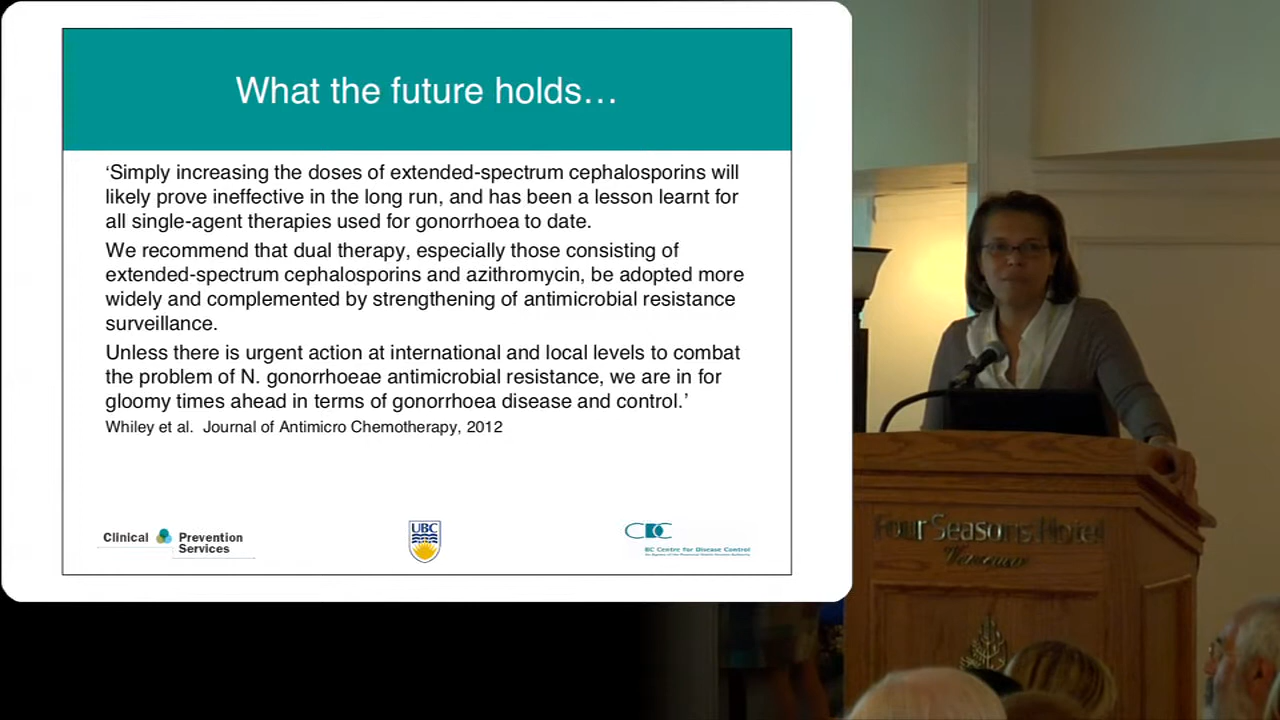 What the future holds…
‘Simply increasing the doses of extended-spectrum cephalosporins will
likely prove ineffective in the long run, and has been a lesson learnt for
all single-agent therapies used for gonorrhoea to date.
We recommend that dual therapy, especially those consisting of
extended-spectrum cephalosporins and azithromycin, be adopted more
widely and complemented by strengthening of antimicrobial resistance
surveillance.
Unless there is urgent action at international and local levels to combat
the problem of N. gonorrhoeae antimicrobial resistance, we are in for
gloomy times ahead in terms of gonorrhoea disease and control.’
Whiley et al. Journal of Antimicro Chemotherapy, 2012
Clinical Prevention
Services
UBC
CDC
BC Centre for Disease Control
Four Seasons Hotel
Vancouver